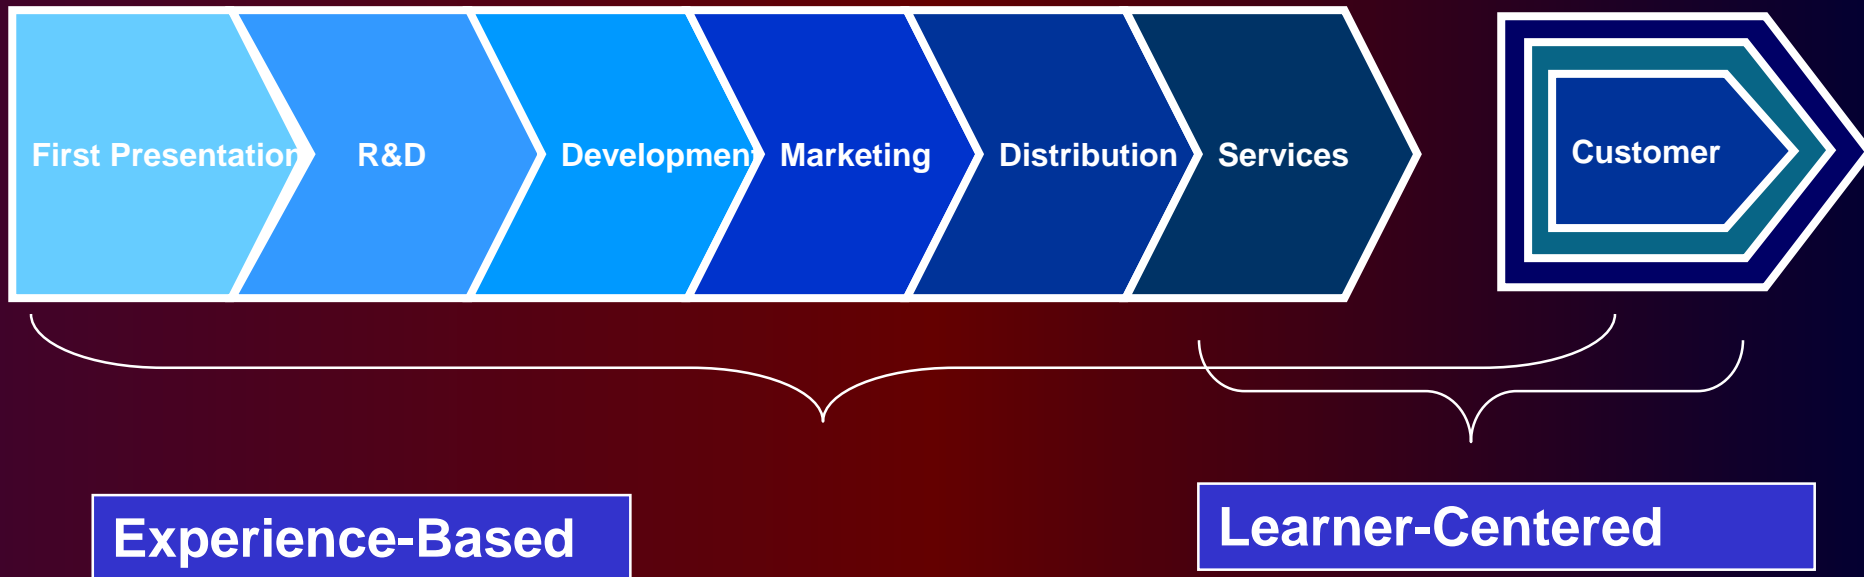 First Presentation
R&D
Development
Marketing
Distribution
Services
Customer
Experience-Based
Learner-Centered